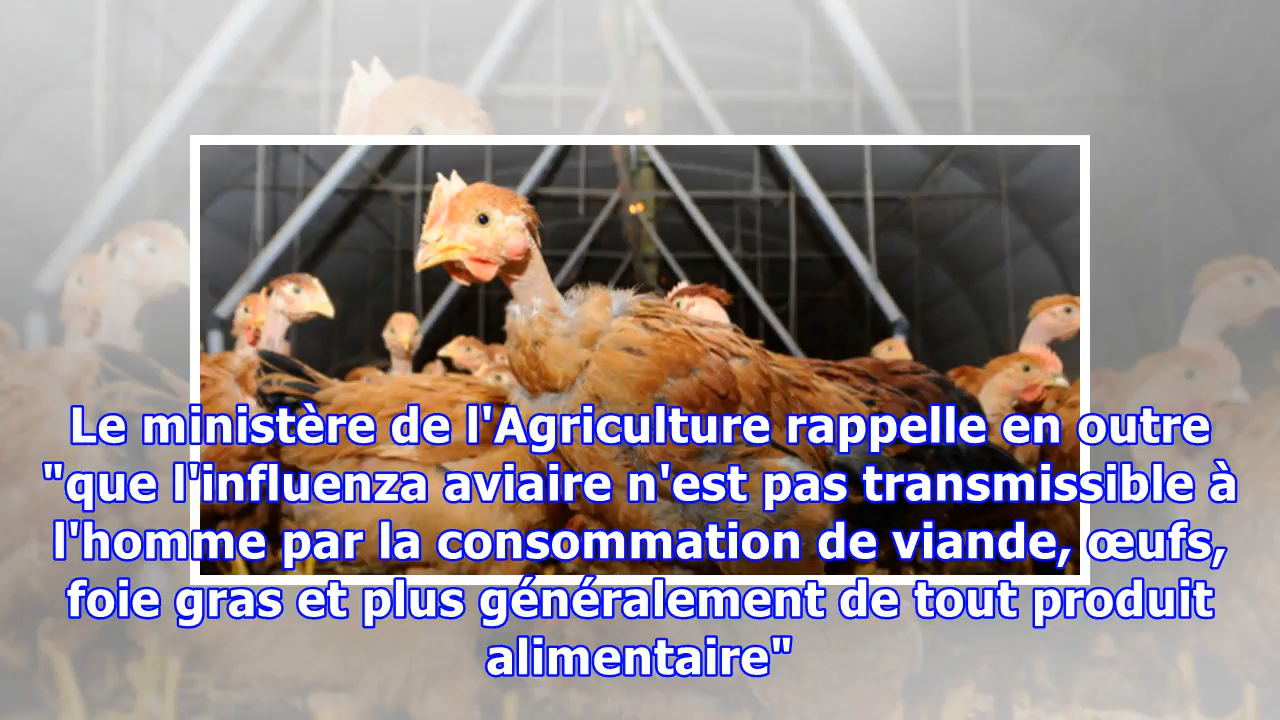 Le ministère de l'Agriculture rappelle en outre
"que l'influenza aviaire n'est pas transmissible à
l'homme par la consommation de viande, œufs,
foie gras et plus généralement de tout produit
alimentaire"